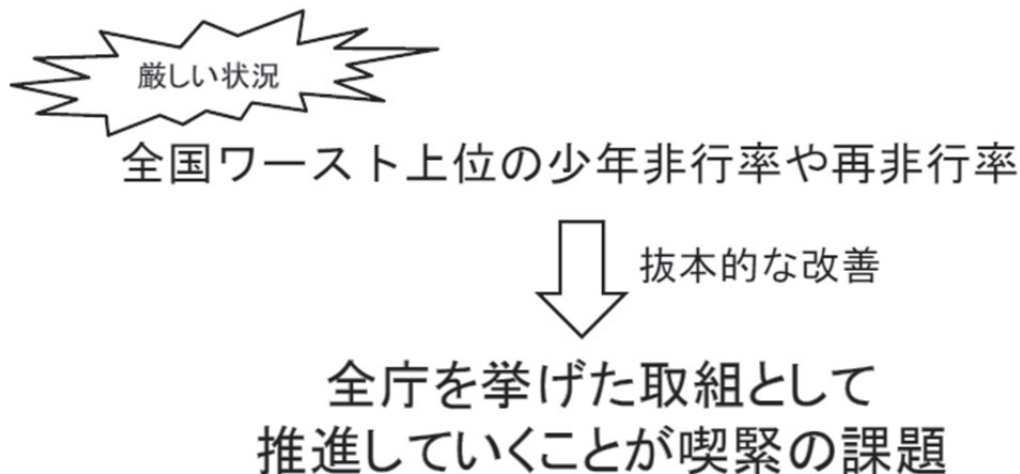 厳しい状況
全国ワースト上位の少年非行率や再非行率
抜本的な改善
全庁を挙げた取組として
推進していくことが喫緊の課題